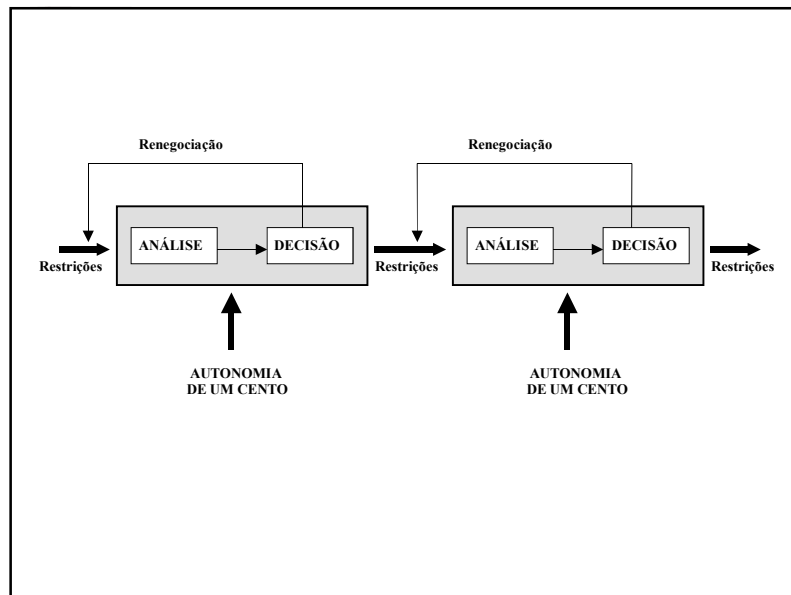 Renegociação
Renegociação
ANÁLISE
DECISÃO
ANÁLISE
DECISÃO
Restrições
Restrições
Restrições
AUTONOMIA
DE UM CENTO
AUTONOMIA
DE UM CENTO